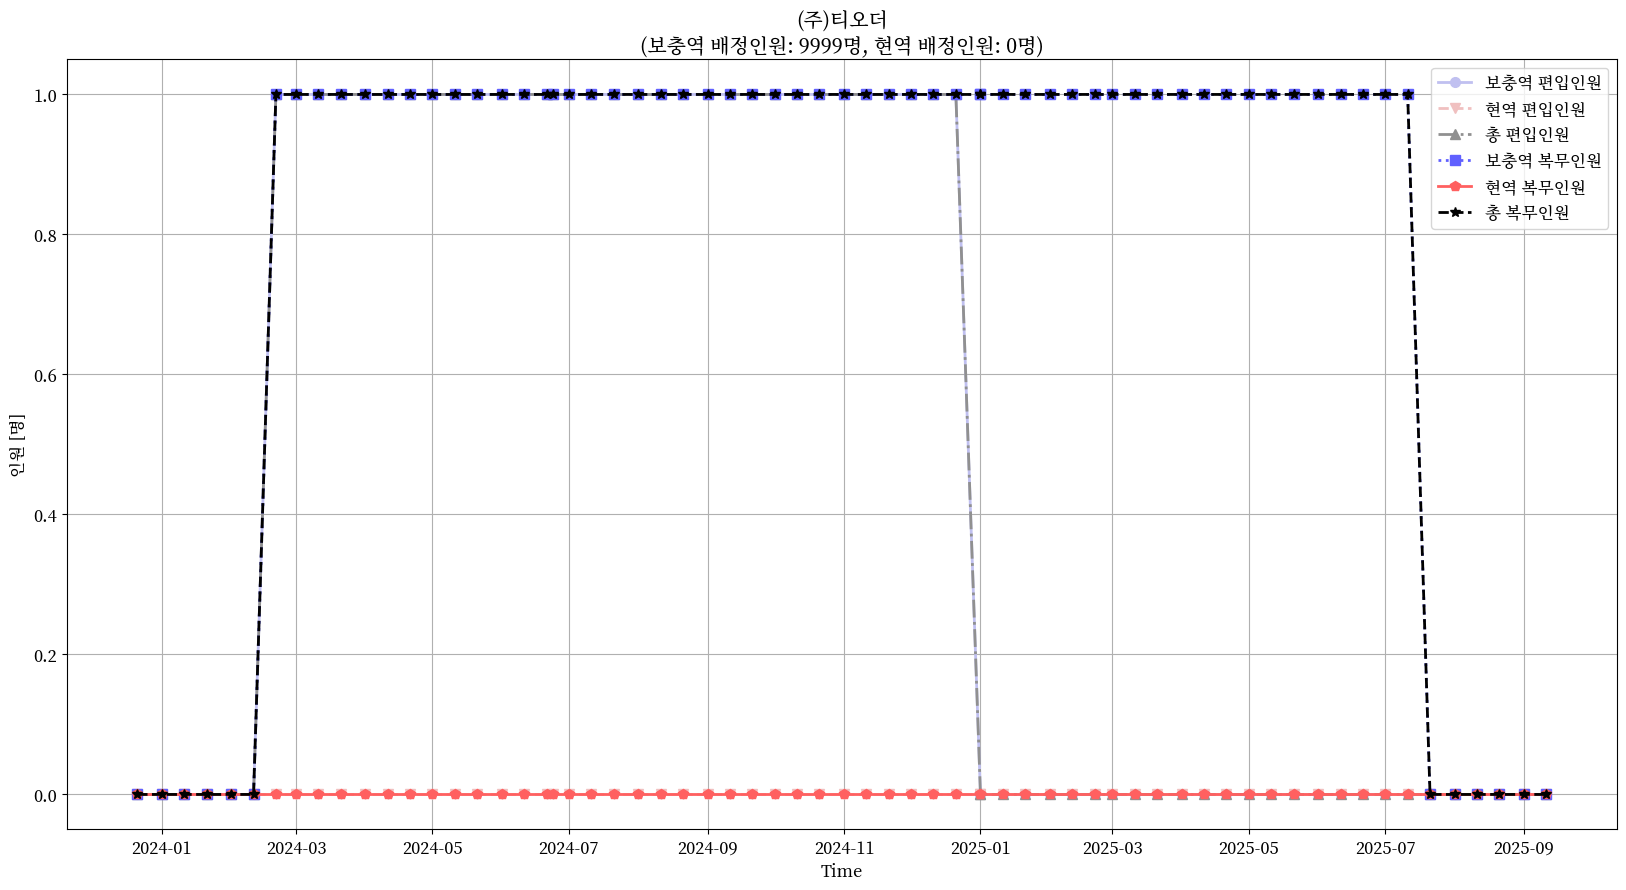 (주)티오더
(보충역 배정인원: 9999명, 현역 배정인원: 0명)
보충역 편입인원
현역 편입인원
총 편입인원
보충역 복무인원
현역 복무인원
총 복무인원
1.0
0.8
0.6
0.4
0.2
0.0
인원 [명]
2024-01 2024-03 2024-05 2024-07 2024-09 2024-11 2025-01 2025-03 2025-05 2025-07 2025-09
Time